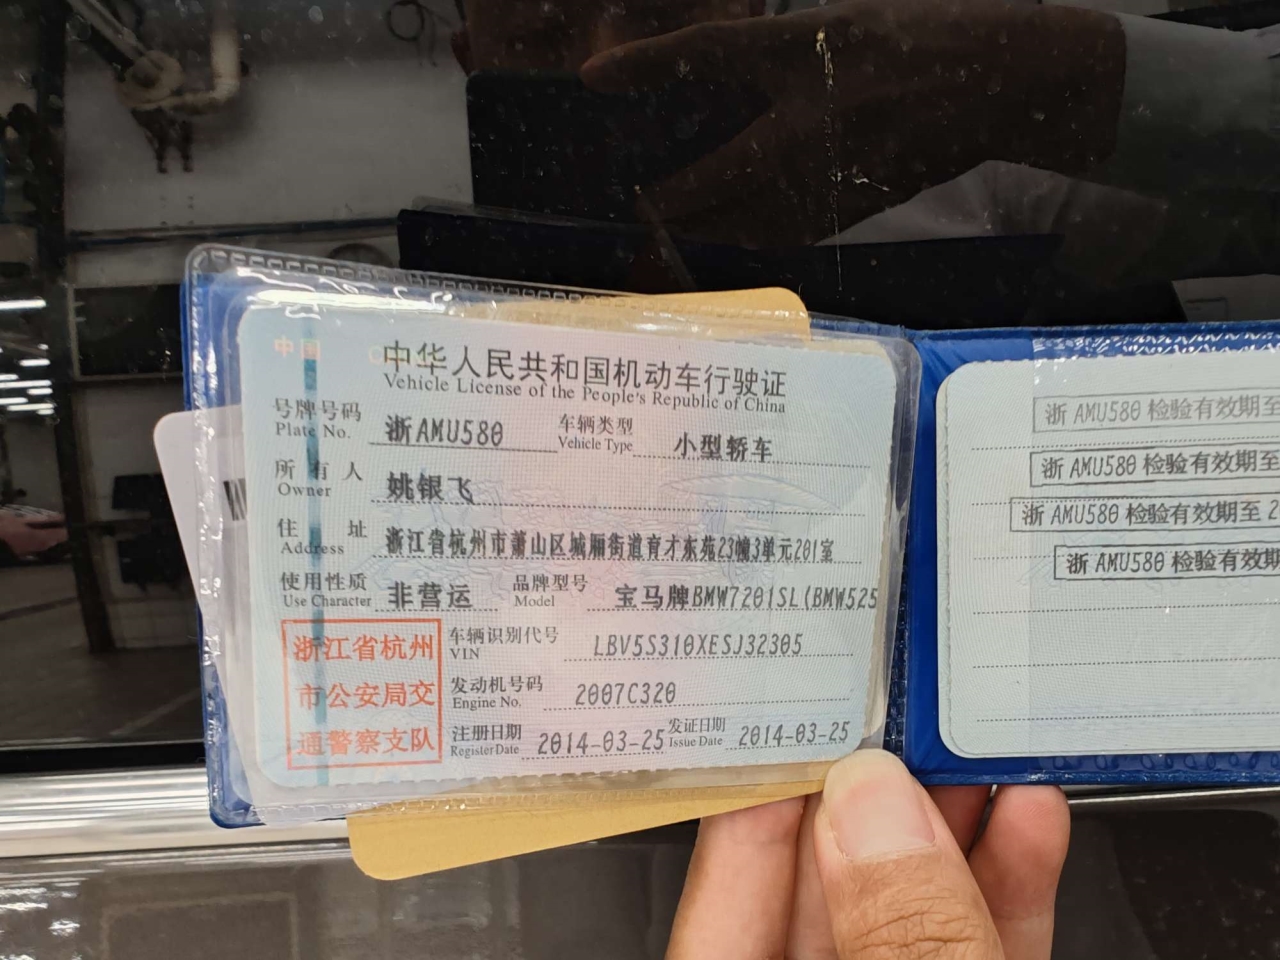 中国
中华人民共和国机动车行驶证
Vehicle License of the People's Republic of China
号牌号码 浙AMU580 车辆类型 小型轿车
Plate No. Vehicle Type
所有人 姚银飞
Owner
住址 浙江省杭州市萧山区城厢街道育才东苑23幢3单元201室
Address
使用性质 非营运 品牌型号 宝马牌BMW7201SL(BMW525
Use Character Model
浙江省杭州
市公安局交
通警察支队
车辆识别代号 LBV5S310XESJ32305
VIN
发动机号码 2007C320
Engine No.
注册日期 2014-03-25 发证日期 2014-03-25
Register Date Issue Date
浙AMU580 检验有效期至
浙AMU580 检验有效期至
浙AMU580 检验有效期至 2
浙AMU580 检验有效期至